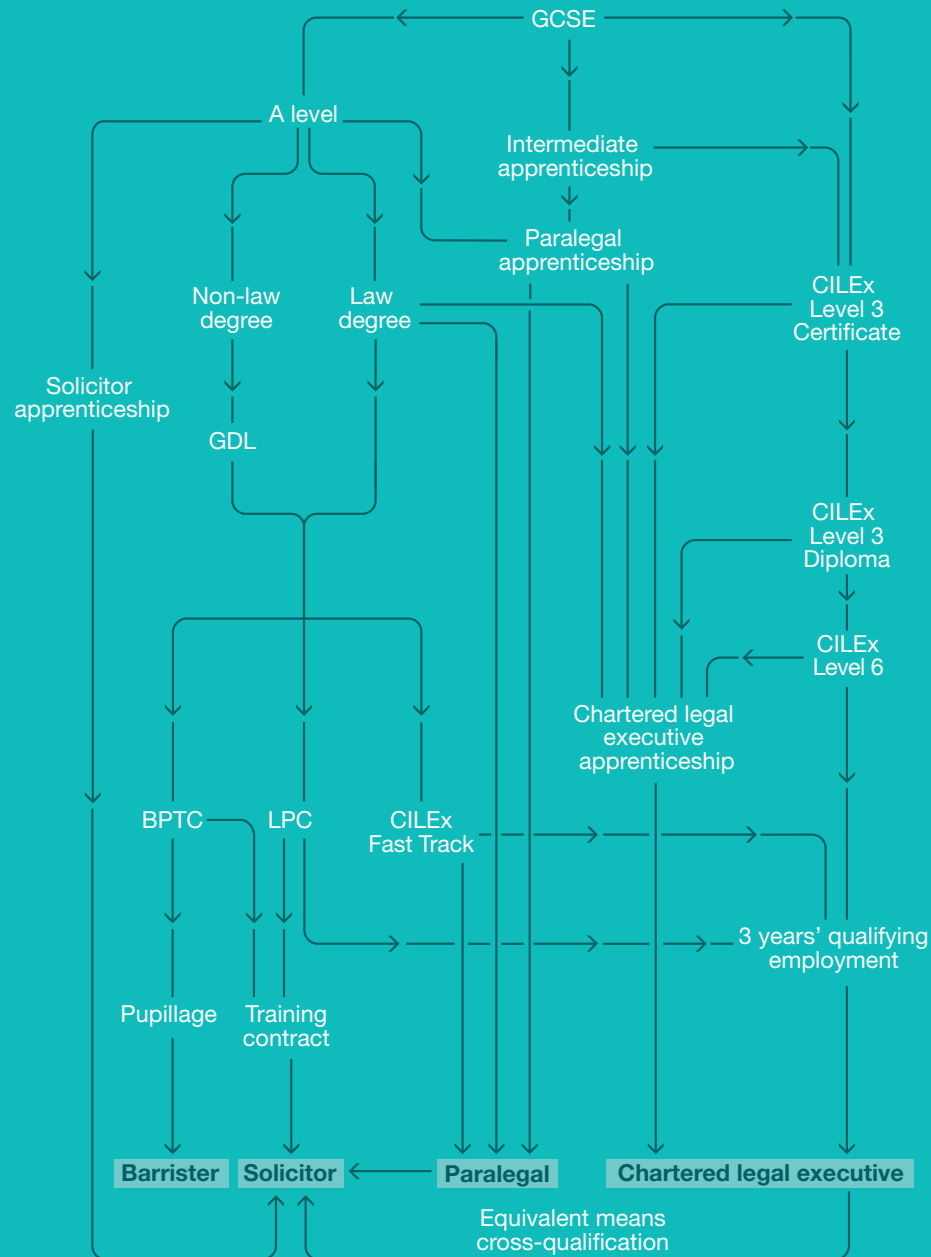 GCSE
A level
Intermediate
apprenticeship
Paralegal
apprenticeship
Non-law
degree
Law
degree
CILEx
Level 3
Certificate
Solicitor
apprenticeship
GDL
CILEx
Level 3
Diploma
CILEx
Level 6
Chartered legal
executive
apprenticeship
BPTC
LPC
CILEx
Fast Track
3 years’ qualifying
employment
Pupillage
Training
contract
Barrister
Solicitor
Paralegal
Chartered legal executive
Equivalent means
cross-qualification